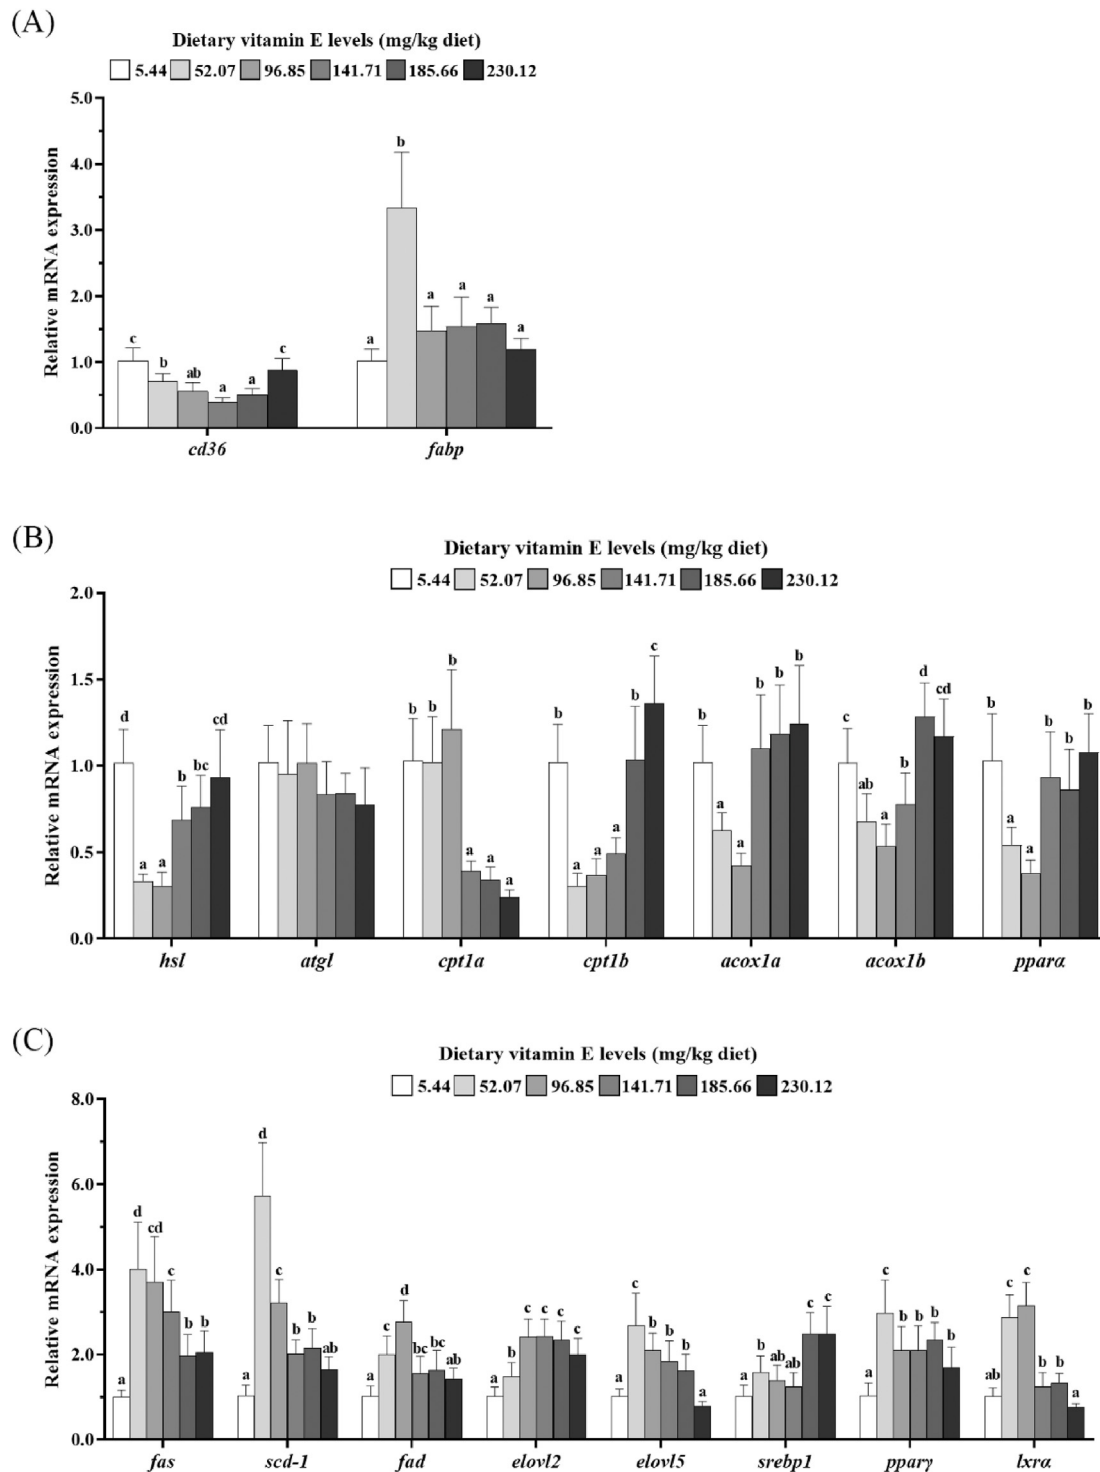 (A)
Dietary vitamin E levels (mg/kg diet)
5.44 52.07 96.85 141.71 185.66 230.12
Relative mRNA expression
5.0
4.0
3.0
2.0
1.0
0.0
c b ab a a c
a b a a a a
cd36 fabp
(B)
Dietary vitamin E levels (mg/kg diet)
5.44 52.07 96.85 141.71 185.66 230.12
Relative mRNA expression
2.0
1.5
1.0
0.5
0.0
d a a b bc cd
b b b a a a
b a a a b c
b a a b b b
c ab a b d cd
b a a b b b
hsl atgl cpt1a cpt1b acox1a acox1b pparα
(C)
Dietary vitamin E levels (mg/kg diet)
5.44 52.07 96.85 141.71 185.66 230.12
Relative mRNA expression
8.0
6.0
4.0
2.0
0.0
a d cd c b b
a d c b b ab
a c d bc bc ab
a b c c c c
a c b b b a
a b ab ab c c
a c b b b b
ab c c b b a
fas scd-1 fad elovl2 elovl5 srebp1 pparγ lxrα